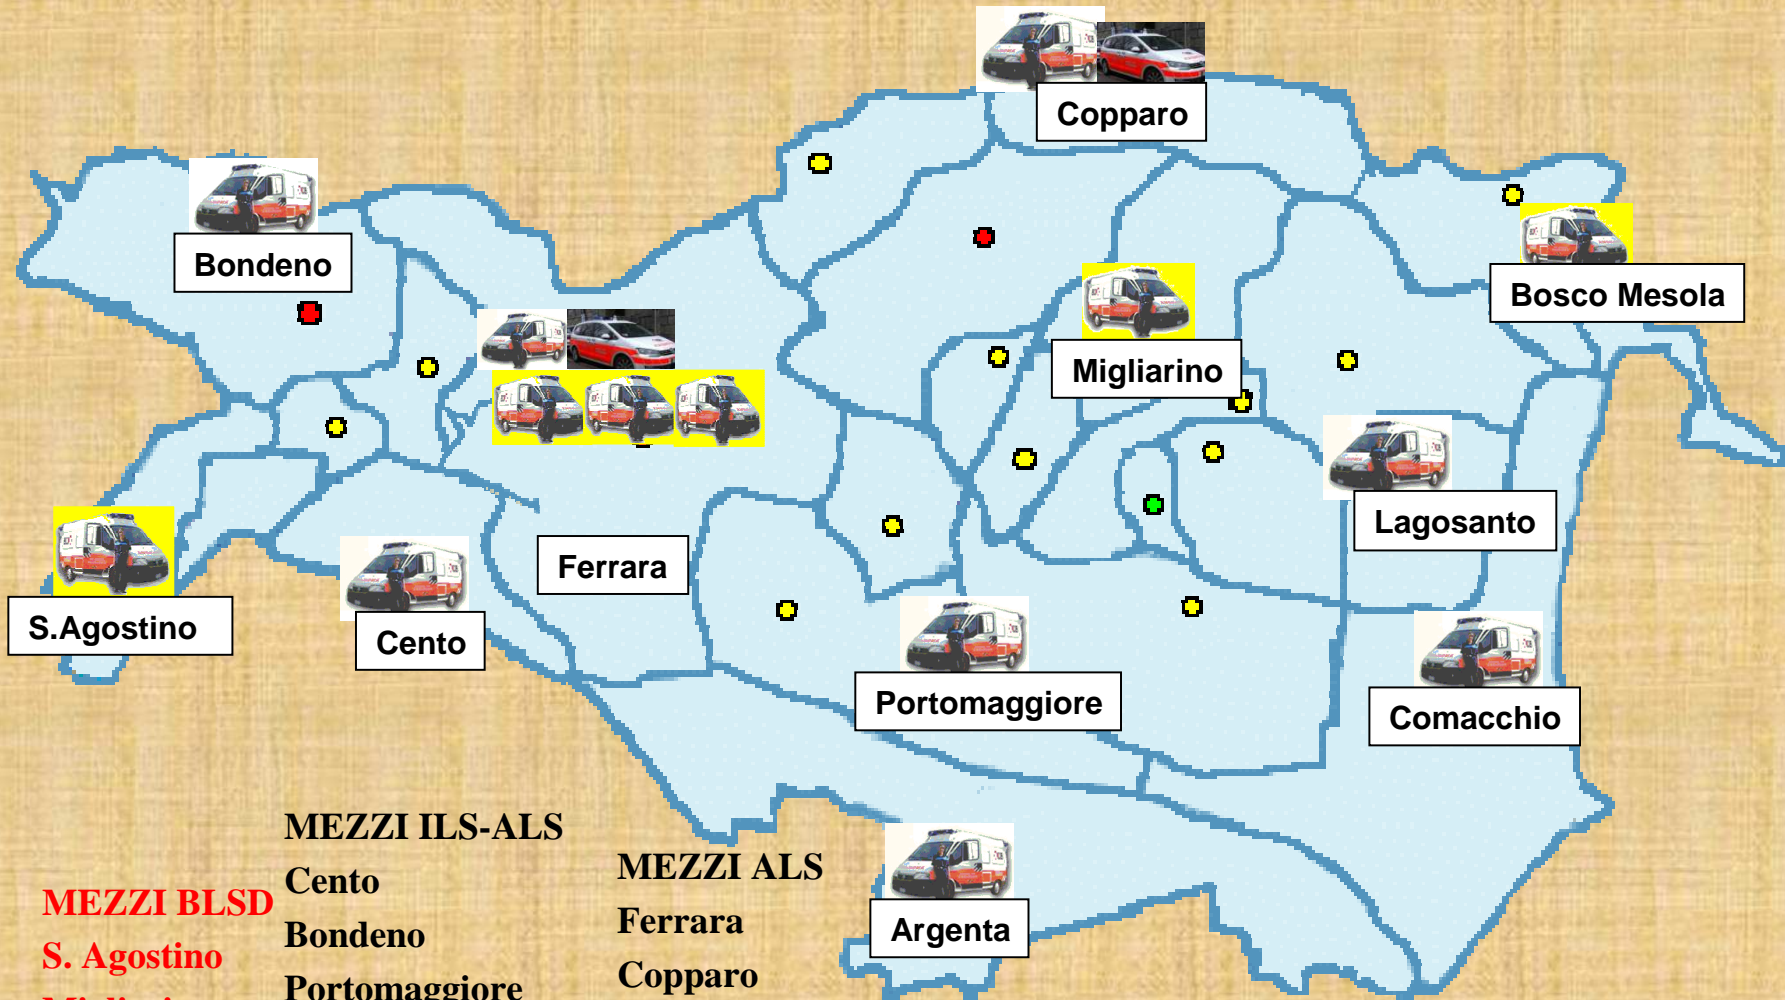 Copparo
Bondeno
Bosco Mesola
Migliarino
Lagosanto
Ferrara
S.Agostino
Cento
Portomaggiore
Comacchio
Argenta
MEZZI BLSD
S. Agostino
MEZZI ILS-ALS
Cento
Bondeno
Portomaggiore
MEZZI ALS
Ferrara
Copparo